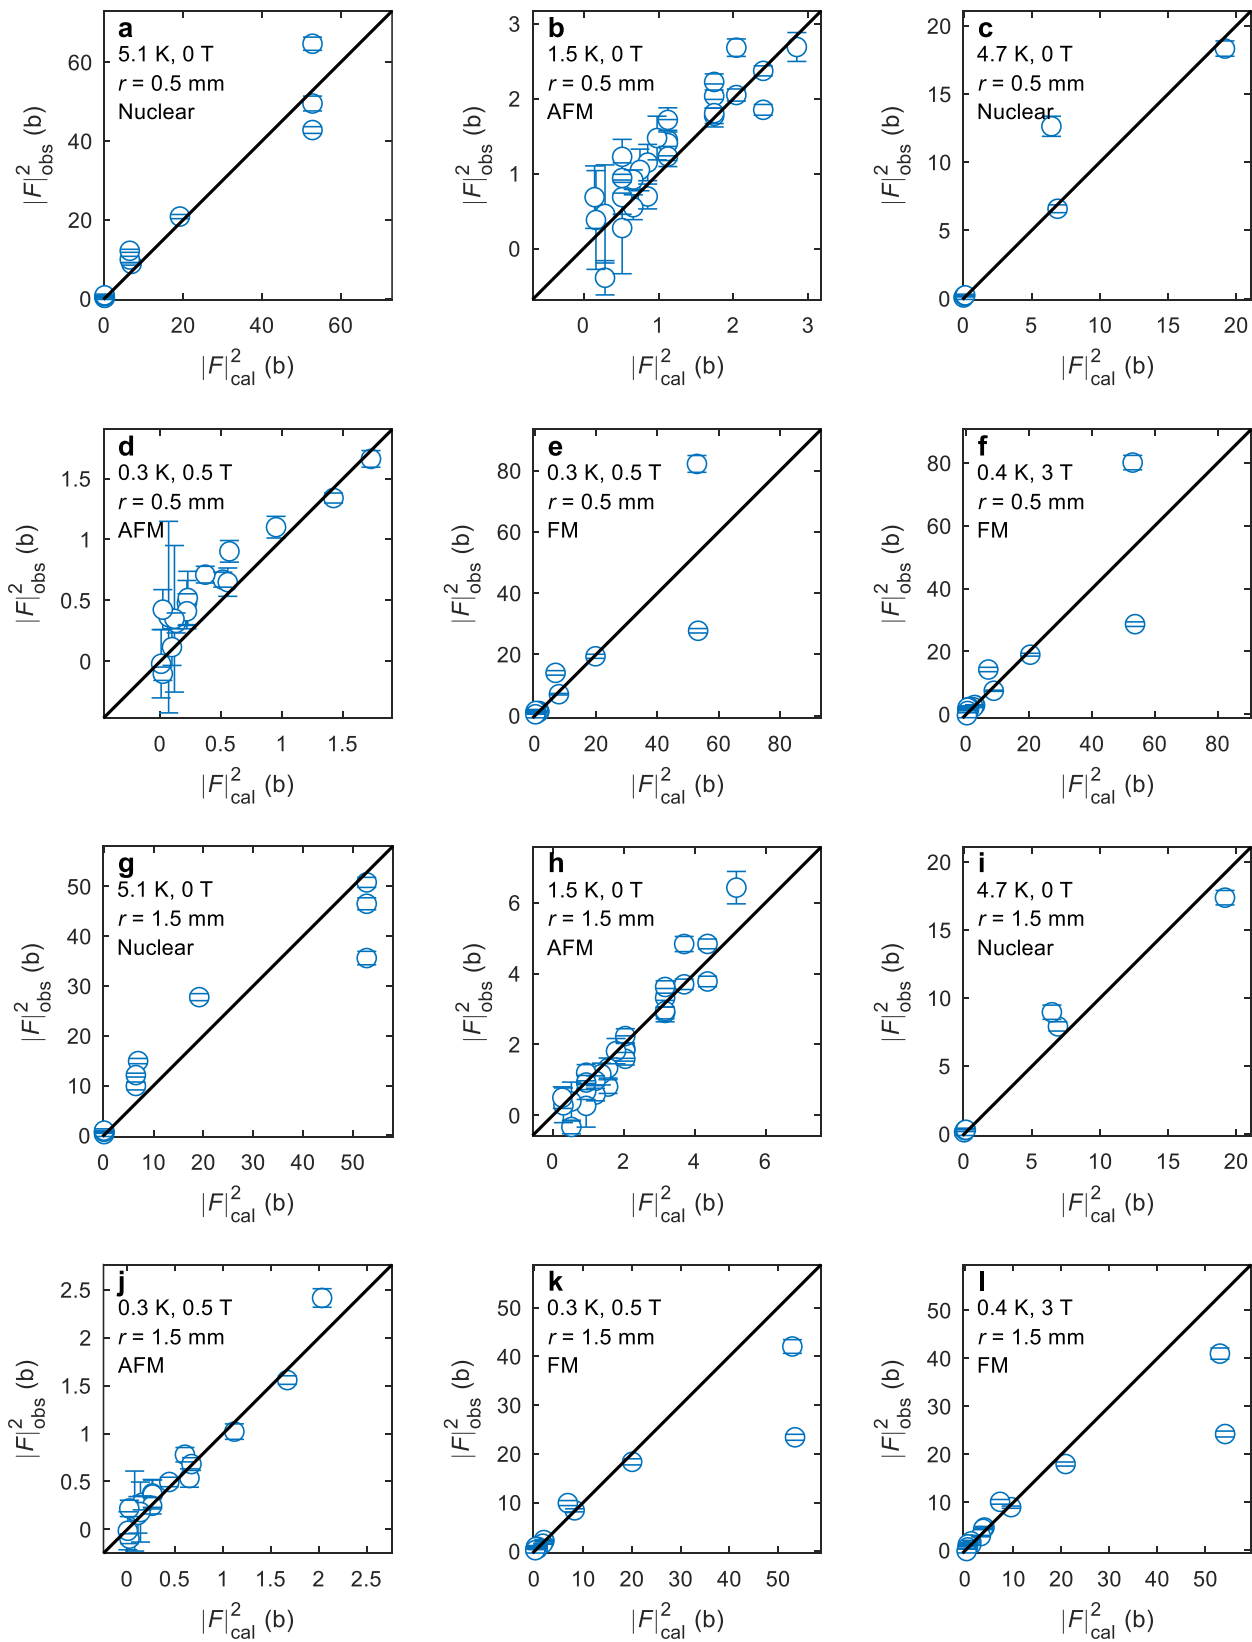 a
5.1 K, 0 T
r = 0.5 mm
Nuclear
60
40
20
0
0 20 40 60
|F|²obs (b)
|F|²cal (b)
b
1.5 K, 0 T
r = 0.5 mm
AFM
3
2
1
0
0 1 2 3
|F|²obs (b)
|F|²cal (b)
c
4.7 K, 0 T
r = 0.5 mm
Nuclear
20
15
10
5
0
0 5 10 15 20
|F|²obs (b)
|F|²cal (b)
d
0.3 K, 0.5 T
r = 0.5 mm
AFM
1.5
1
0.5
0
0 0.5 1 1.5
|F|²obs (b)
|F|²cal (b)
e
0.3 K, 0.5 T
r = 0.5 mm
FM
80
60
40
20
0
0 20 40 60 80
|F|²obs (b)
|F|²cal (b)
f
0.4 K, 3 T
r = 0.5 mm
FM
80
60
40
20
0
0 20 40 60 80
|F|²obs (b)
|F|²cal (b)
g
5.1 K, 0 T
r = 1.5 mm
Nuclear
50
40
30
20
10
0
0 10 20 30 40 50
|F|²obs (b)
|F|²cal (b)
h
1.5 K, 0 T
r = 1.5 mm
AFM
6
4
2
0
0 2 4 6
|F|²obs (b)
|F|²cal (b)
i
4.7 K, 0 T
r = 1.5 mm
Nuclear
20
15
10
5
0
0 5 10 15 20
|F|²obs (b)
|F|²cal (b)
j
0.3 K, 0.5 T
r = 1.5 mm
AFM
2.5
2
1.5
1
0.5
0
0 0.5 1 1.5 2 2.5
|F|²obs (b)
|F|²cal (b)
k
0.3 K, 0.5 T
r = 1.5 mm
FM
50
40
30
20
10
0
0 10 20 30 40 50
|F|²obs (b)
|F|²cal (b)
l
0.4 K, 3 T
r = 1.5 mm
FM
50
40
30
20
10
0
0 10 20 30 40 50
|F|²obs (b)
|F|²cal (b)